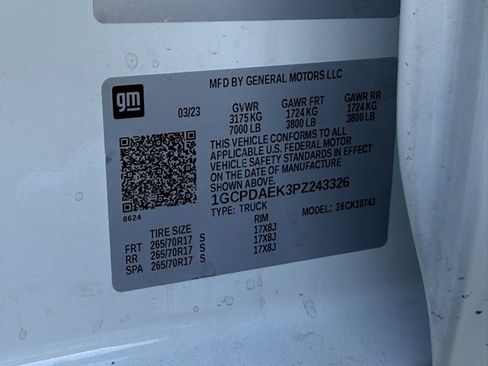 MFD BY GENERAL MOTORS LLC
gm
03/23 GVWR GAWR FRT GAWR RR
3175 KG 1724 KG 1724 KG
7000 LB 3800 LB 3800 LB
THIS VEHICLE CONFORMS TO ALL
APPLICABLE U.S. FEDERAL MOTOR
VEHICLE SAFETY STANDARDS IN EFFECT
ON THE DATE OF MANUFACTURE
SHOWN ABOVE.
1GCPDAEK3PZ243326
8624
TYPE: TRUCK MODEL: 36CK10743
TIRE SIZE RIM
FRT 265/70R17 S 17X8J
RR 265/70R17 S 17X8J
SPA 265/70R17 S 17X8J